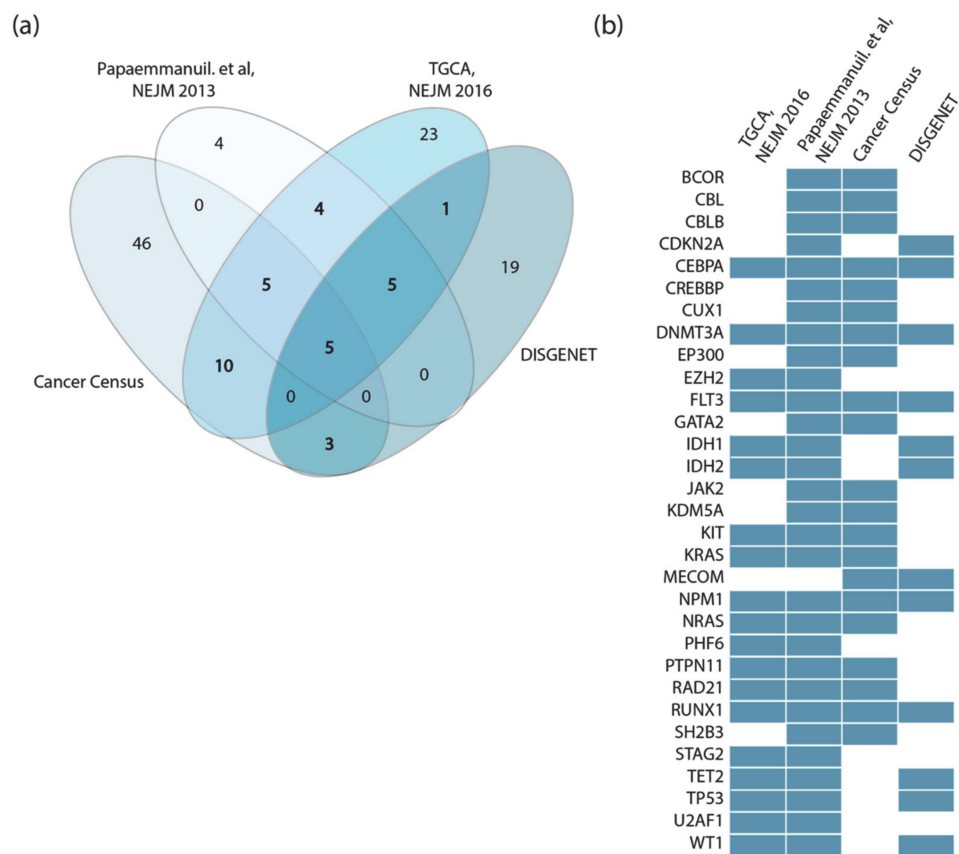 (a)
Papaemmanuil. et al,
NEJM 2013
TGCA,
NEJM 2016
4
23
0
4
1
46
19
5
5
5
10
0
0
0
3
Cancer Census
DISGENET
(b)
TGCA,
NEJM 2016
Papaemmanuil. et al,
NEJM 2013
Cancer Census
DISGENET
BCOR
CBL
CBLB
CDKN2A
CEBPA
CREBBP
CUX1
DNMT3A
EP300
EZH2
FLT3
GATA2
IDH1
IDH2
JAK2
KDM5A
KIT
KRAS
MECOM
NPM1
NRAS
PHF6
PTPN11
RAD21
RUNX1
SH2B3
STAG2
TET2
TP53
U2AF1
WT1